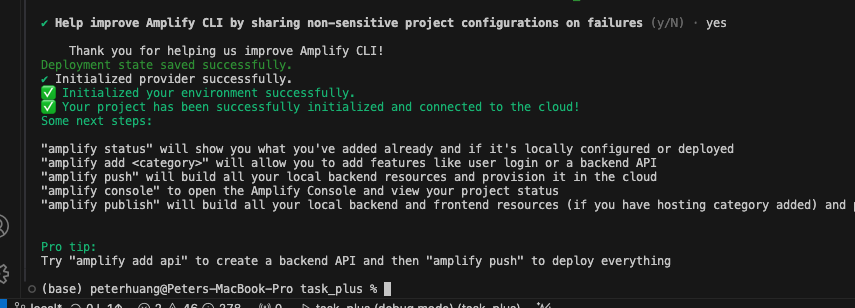 ✔ Help improve Amplify CLI by sharing non-sensitive project configurations on failures (y/N) · yes
Thank you for helping us improve Amplify CLI!
Deployment state saved successfully.
✔ Initialized provider successfully.
✅ Initialized your environment successfully.
✅ Your project has been successfully initialized and connected to the cloud!
Some next steps:
"amplify status" will show you what you've added already and if it's locally configured or deployed
"amplify add <category>" will allow you to add features like user login or a backend API
"amplify push" will build all your local backend resources and provision it in the cloud
"amplify console" to open the Amplify Console and view your project status
"amplify publish" will build all your local backend and frontend resources (if you have hosting category added) and
Pro tip:
Try "amplify add api" to create a backend API and then "amplify push" to deploy everything
(base) peterhuang@Peters-MacBook-Pro task_plus %